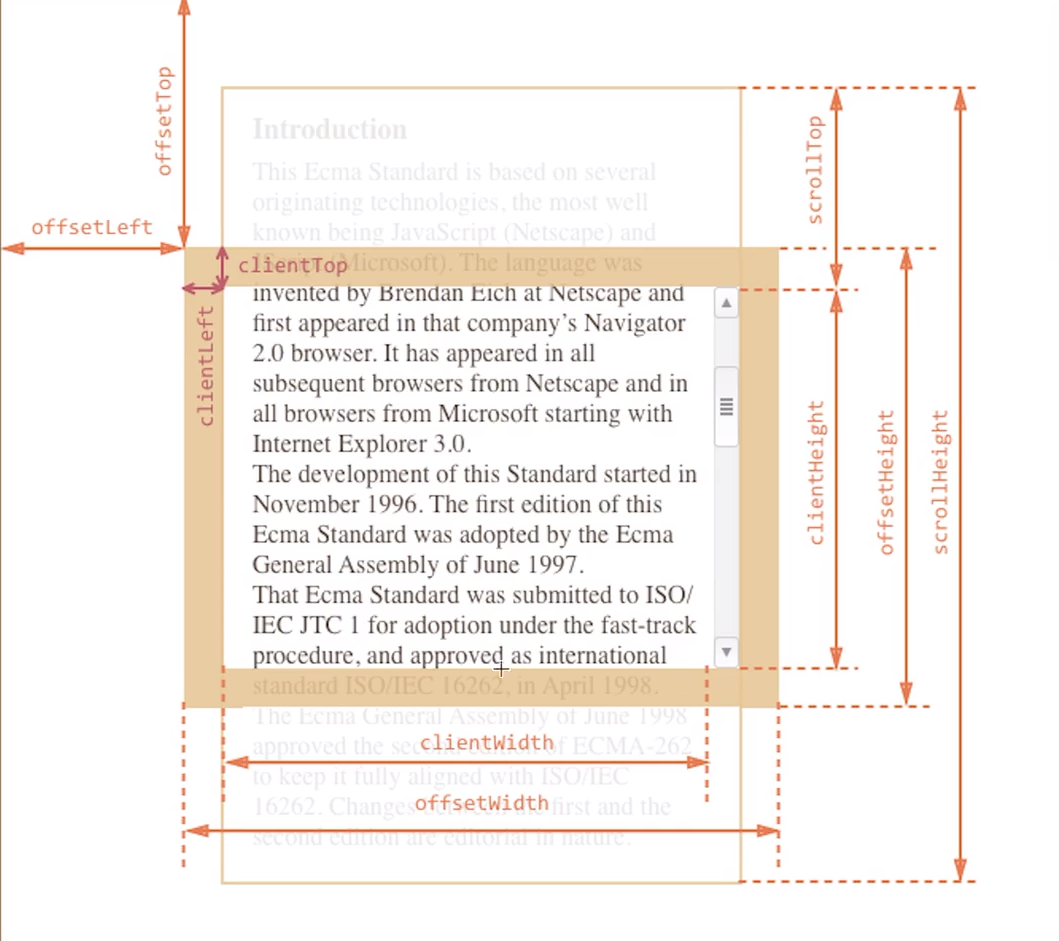 offsetTop
offsetLeft
Introduction
This Ecma Standard is based on several
originating technologies, the most well
known being JavaScript (Netscape) and
JScript (Microsoft). The language was
clientTop
invented by Brendan Eich at Netscape and
first appeared in that company’s Navigator
2.0 browser. It has appeared in all
subsequent browsers from Netscape and in
all browsers from Microsoft starting with
Internet Explorer 3.0.
The development of this Standard started in
November 1996. The first edition of this
Ecma Standard was adopted by the Ecma
General Assembly of June 1997.
That Ecma Standard was submitted to ISO/
IEC JTC 1 for adoption under the fast-track
procedure, and approved as international
standard ISO/IEC 16262, in April 1998.
The Ecma General Assembly of June 1998
approved the second edition of ECMA-262
to keep it fully aligned with ISO/IEC
16262. Changes between the first and the
second edition are editorial in nature.
clientLeft
clientWidth
offsetWidth
scrollTop
clientHeight
offsetHeight
scrollHeight